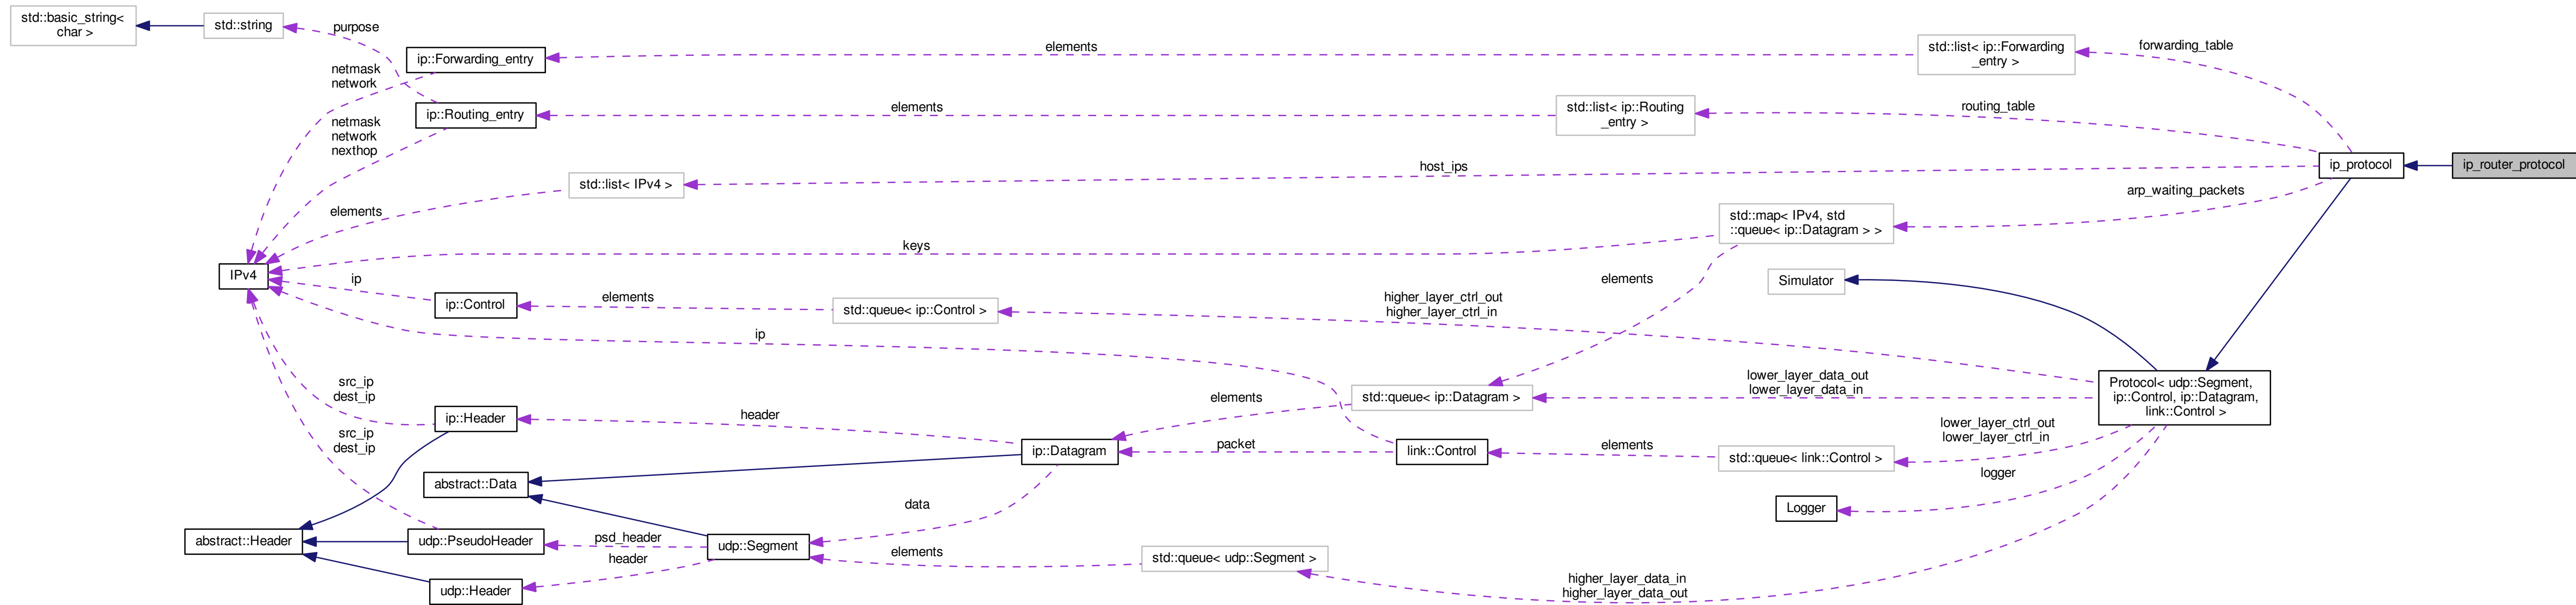 std::basic_string<
char >
std::string
purpose
ip::Forwarding_entry
elements
std::list< ip::Forwarding
_entry >
forwarding_table
netmask
network
ip::Routing_entry
elements
std::list< ip::Routing
_entry >
routing_table
netmask
network
nexthop
host_ips
ip_protocol
ip_router_protocol
std::list< IPv4 >
arp_waiting_packets
elements
std::map< IPv4, std
::queue< ip::Datagram > >
keys
IPv4
ip
ip::Control
elements
std::queue< ip::Control >
higher_layer_ctrl_out
higher_layer_ctrl_in
elements
Simulator
ip
src_ip
dest_ip
ip::Header
header
elements
std::queue< ip::Datagram >
lower_layer_data_out
lower_layer_data_in
Protocol< udp::Segment,
ip::Control, ip::Datagram,
link::Control >
src_ip
dest_ip
ip::Datagram
packet
link::Control
elements
std::queue< link::Control >
lower_layer_ctrl_out
lower_layer_ctrl_in
logger
abstract::Data
data
Logger
abstract::Header
udp::PseudoHeader
psd_header
header
udp::Segment
elements
std::queue< udp::Segment >
udp::Header
higher_layer_data_in
higher_layer_data_out